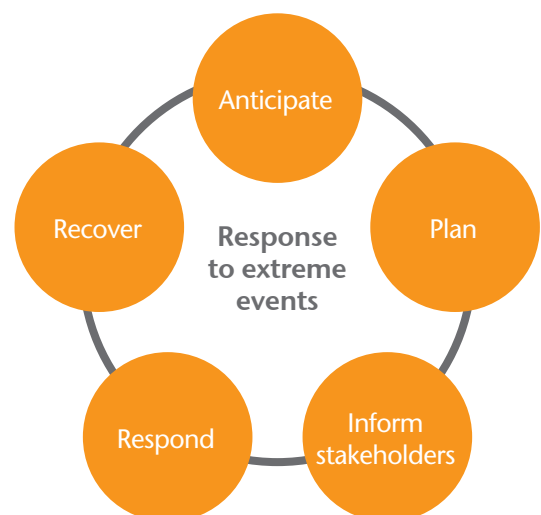 Anticipate
Plan
Inform
stakeholders
Respond
Recover
Response
to extreme
events